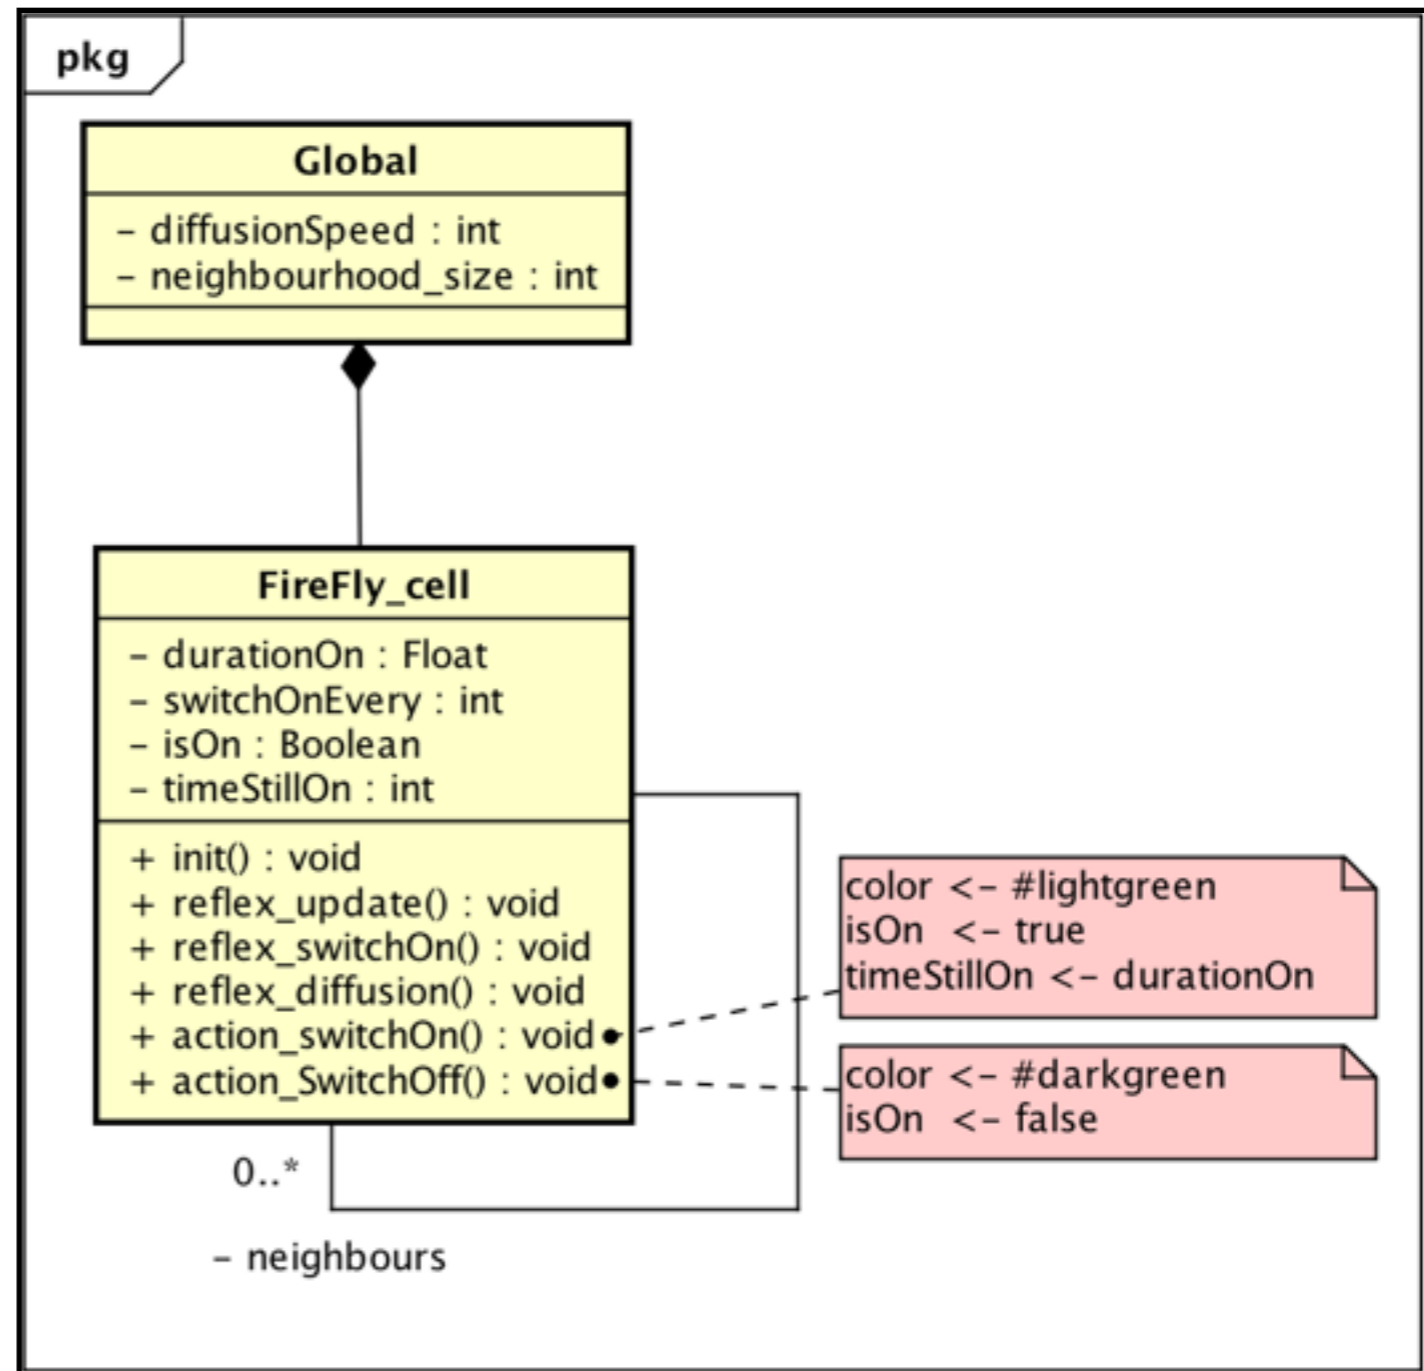 pkg
Global
- diffusionSpeed : int
- neighbourhood_size : int
FireFly_cell
- durationOn : Float
- switchOnEvery : int
- isOn : Boolean
- timeStillOn : int
+ init() : void
+ reflex_update() : void
+ reflex_switchOn() : void
+ reflex_diffusion() : void
+ action_switchOn() : void
+ action_SwitchOff() : void
color <- #lightgreen
isOn <- true
timeStillOn <- durationOn
color <- #darkgreen
isOn <- false
0..*
- neighbours